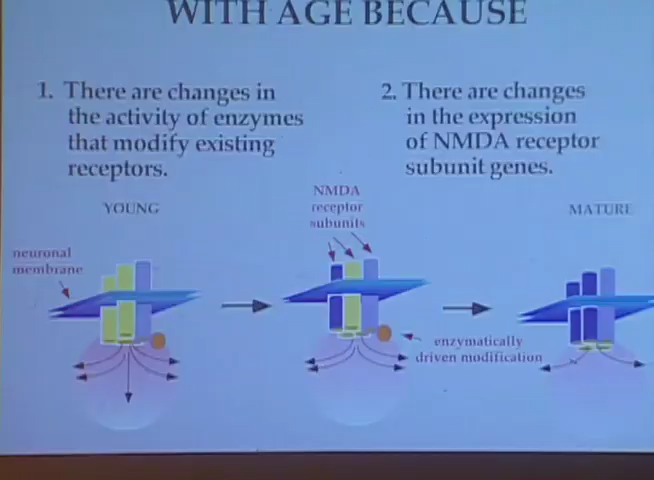 WITH AGE BECAUSE
1. There are changes in
the activity of enzymes
that modify existing
receptors.
2. There are changes
in the expression
of NMDA receptor
subunit genes.
YOUNG
NMDA
receptor
subunits
MATURE
neuronal
membrane
enzymatically
driven modification